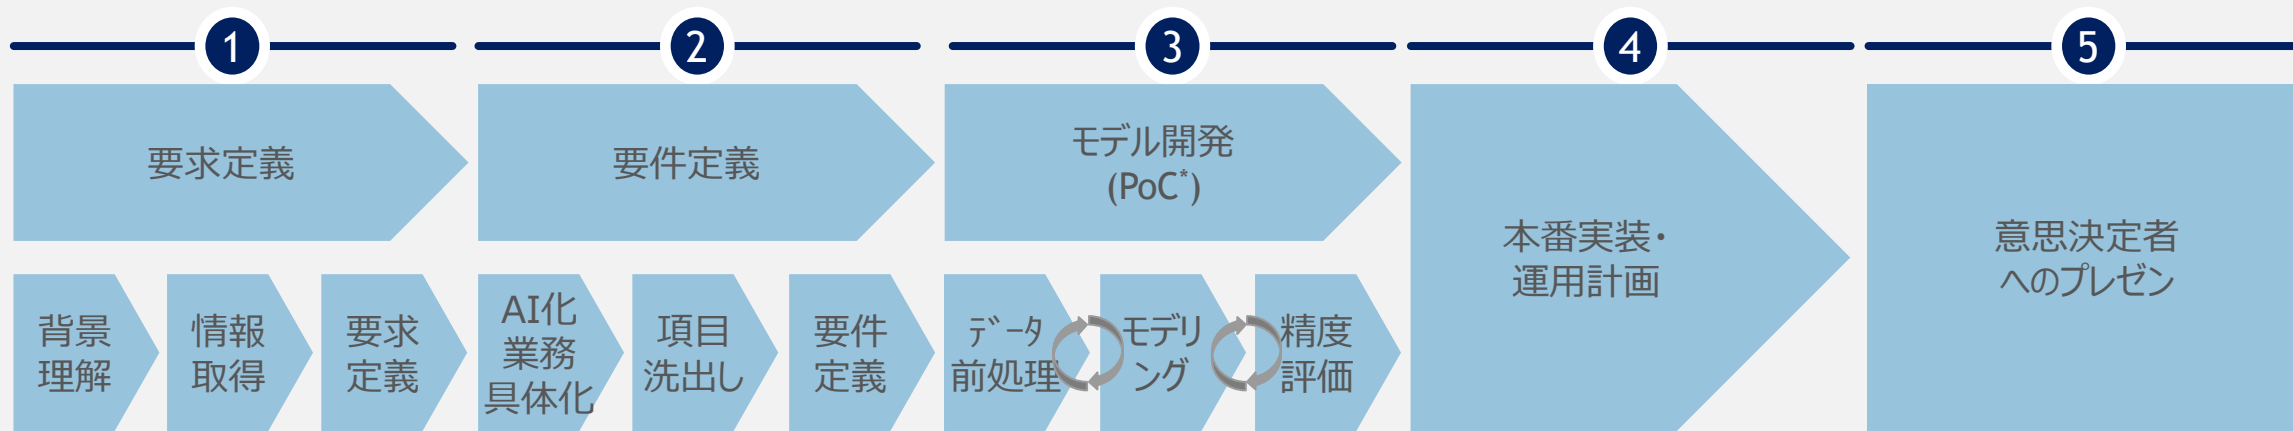 1
2
3
4
5
要求定義
要件定義
モデル開発
(PoC*)
本番実装・
運用計画
意思決定者
へのプレゼン
背景
理解
情報
取得
要求
定義
AI化
業務
具体化
項目
洗出し
要件
定義
ﾃﾞｰﾀ
前処理
モデリ
ング
精度
評価